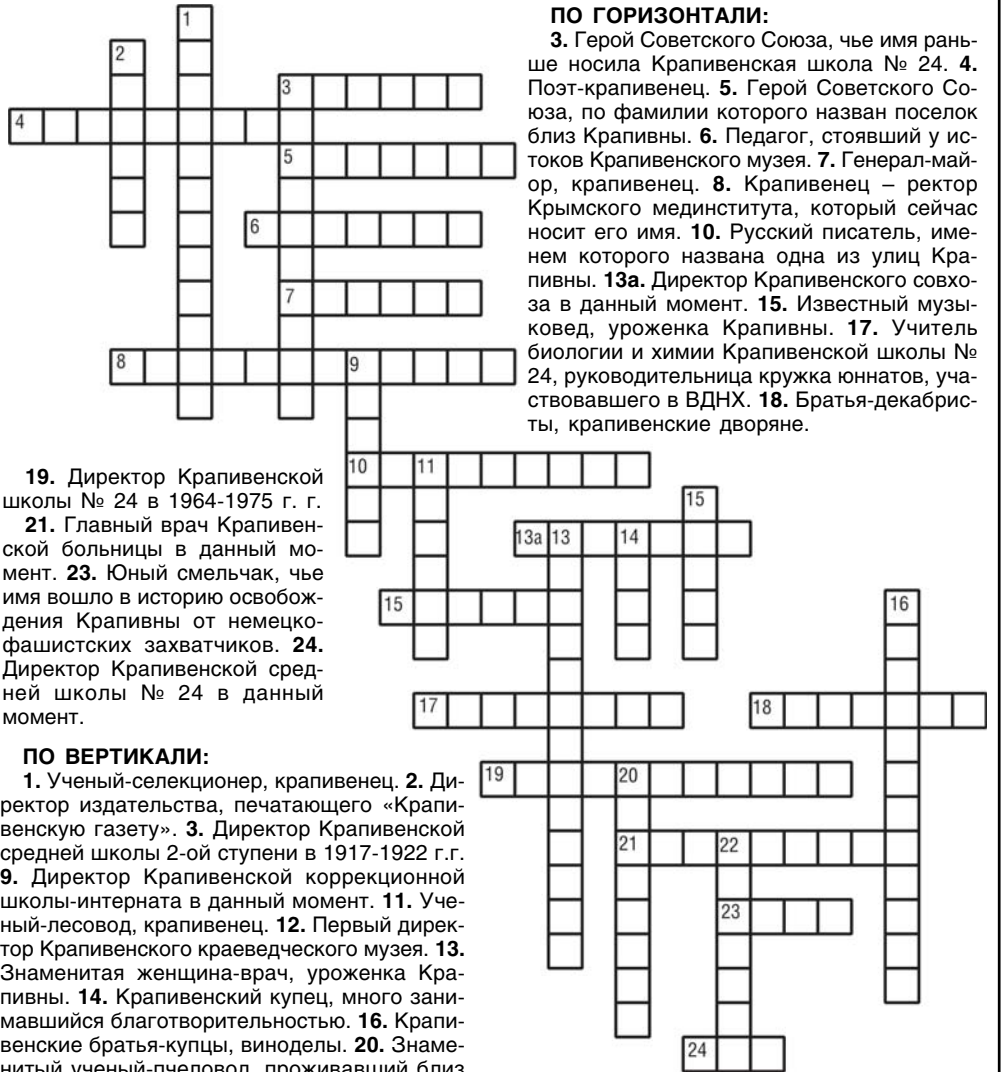 ПО ГОРИЗОНТАЛИ:
3. Герой Советского Союза, чье имя рань-
ше носила Крапивенская школа № 24. 4.
Поэт-крапивенец. 5. Герой Советского Со-
юза, по фамилии которого назван поселок
близ Крапивны. 6. Педагог, стоявший у ис-
токов Крапивенского музея. 7. Генерал-май-
ор, крапивенец. 8. Крапивенец – ректор
Крымского мединститута, который сейчас
носит его имя. 10. Русский писатель, име-
нем которого названа одна из улиц Кра-
пивны. 13а. Директор Крапивенского совхо-
за в данный момент. 15. Известный музы-
ковед, уроженка Крапивны. 17. Учитель
биологии и химии Крапивенской школы №
24, руководительница кружка юннатов, уча-
ствовавшего в ВДНХ. 18. Братья-декабрис-
ты, крапивенские дворяне.
19. Директор Крапивенской
школы № 24 в 1964-1975 г. г.
21. Главный врач Крапивен-
ской больницы в данный мо-
мент. 23. Юный смельчак, чье
имя вошло в историю освобож-
дения Крапивны от немецко-
фашистских захватчиков. 24.
Директор Крапивенской сред-
ней школы № 24 в данный
момент.
ПО ВЕРТИКАЛИ:
1. Ученый-селекционер, крапивенец. 2. Ди-
ректор издательства, печатающего «Крапи-
венскую газету». 3. Директор Крапивенской
средней школы 2-ой ступени в 1917-1922 г.г.
9. Директор Крапивенской коррекционной
школы-интерната в данный момент. 11. Уче-
ный-лесовод, крапивенец. 12. Первый дирек-
тор Крапивенского краеведческого музея. 13.
Знаменитая женщина-врач, уроженка Кра-
пивны. 14. Крапивенский купец, много зани-
мавшийся благотворительностью. 16. Крапи-
венские братья-купцы, виноделы. 20. Знаме-
нитый ученый-пчеловод, проживавший близ
1
2
3
4
5
6
7
8
9
10
11
15
13а
13
14
15
16
17
18
19
20
21
22
23
24